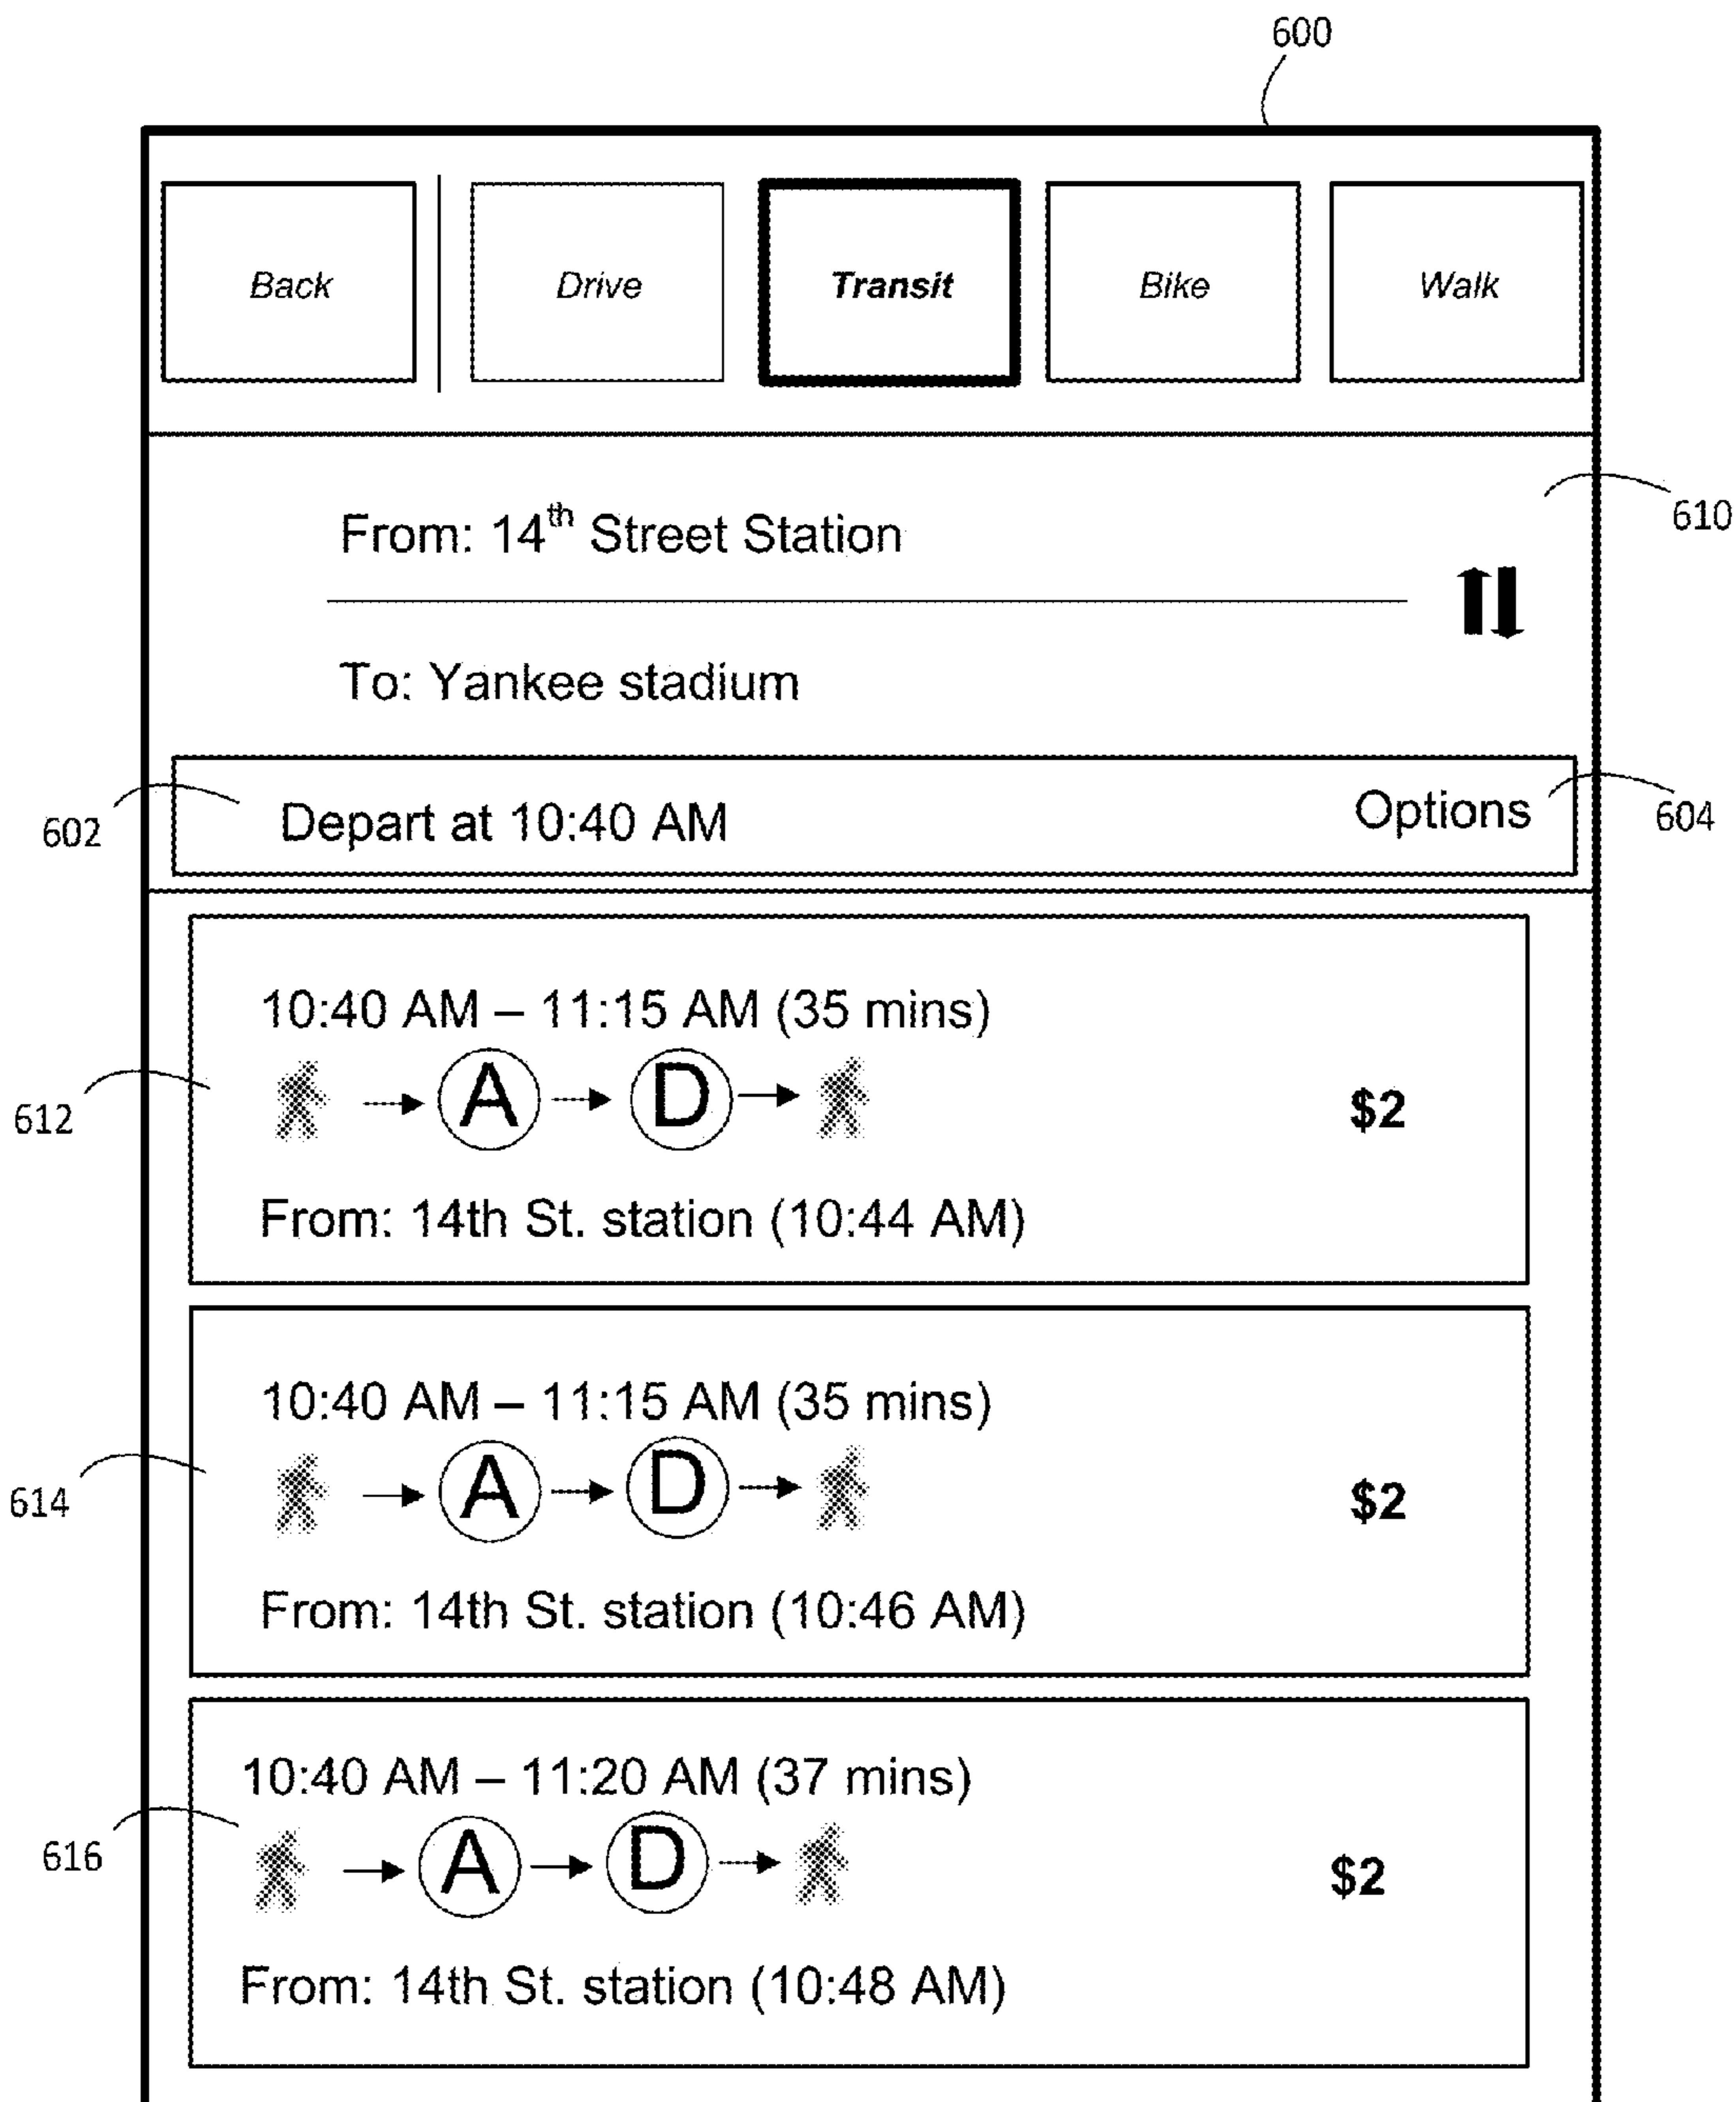 600
Back Drive Transit Bike Walk
610
From: 14th Street Station
To: Yankee stadium
602 Depart at 10:40 AM Options 604
10:40 AM – 11:15 AM (35 mins)
612 A D $2
From: 14th St. station (10:44 AM)
10:40 AM – 11:15 AM (35 mins)
614 A D $2
From: 14th St. station (10:46 AM)
10:40 AM – 11:20 AM (37 mins)
616 A D $2
From: 14th St. station (10:48 AM)